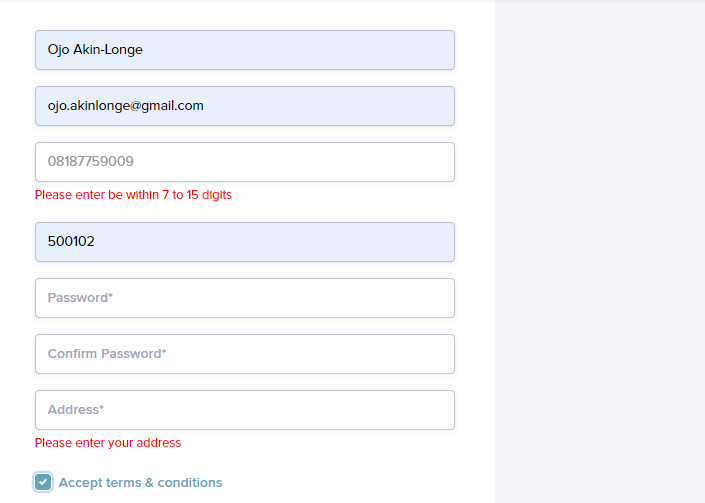 Ojo Akin-Longe
ojo.akinlonge@gmail.com
08187759009
Please enter be within 7 to 15 digits
500102
Password*
Confirm Password*
Address*
Please enter your address
Accept terms & conditions